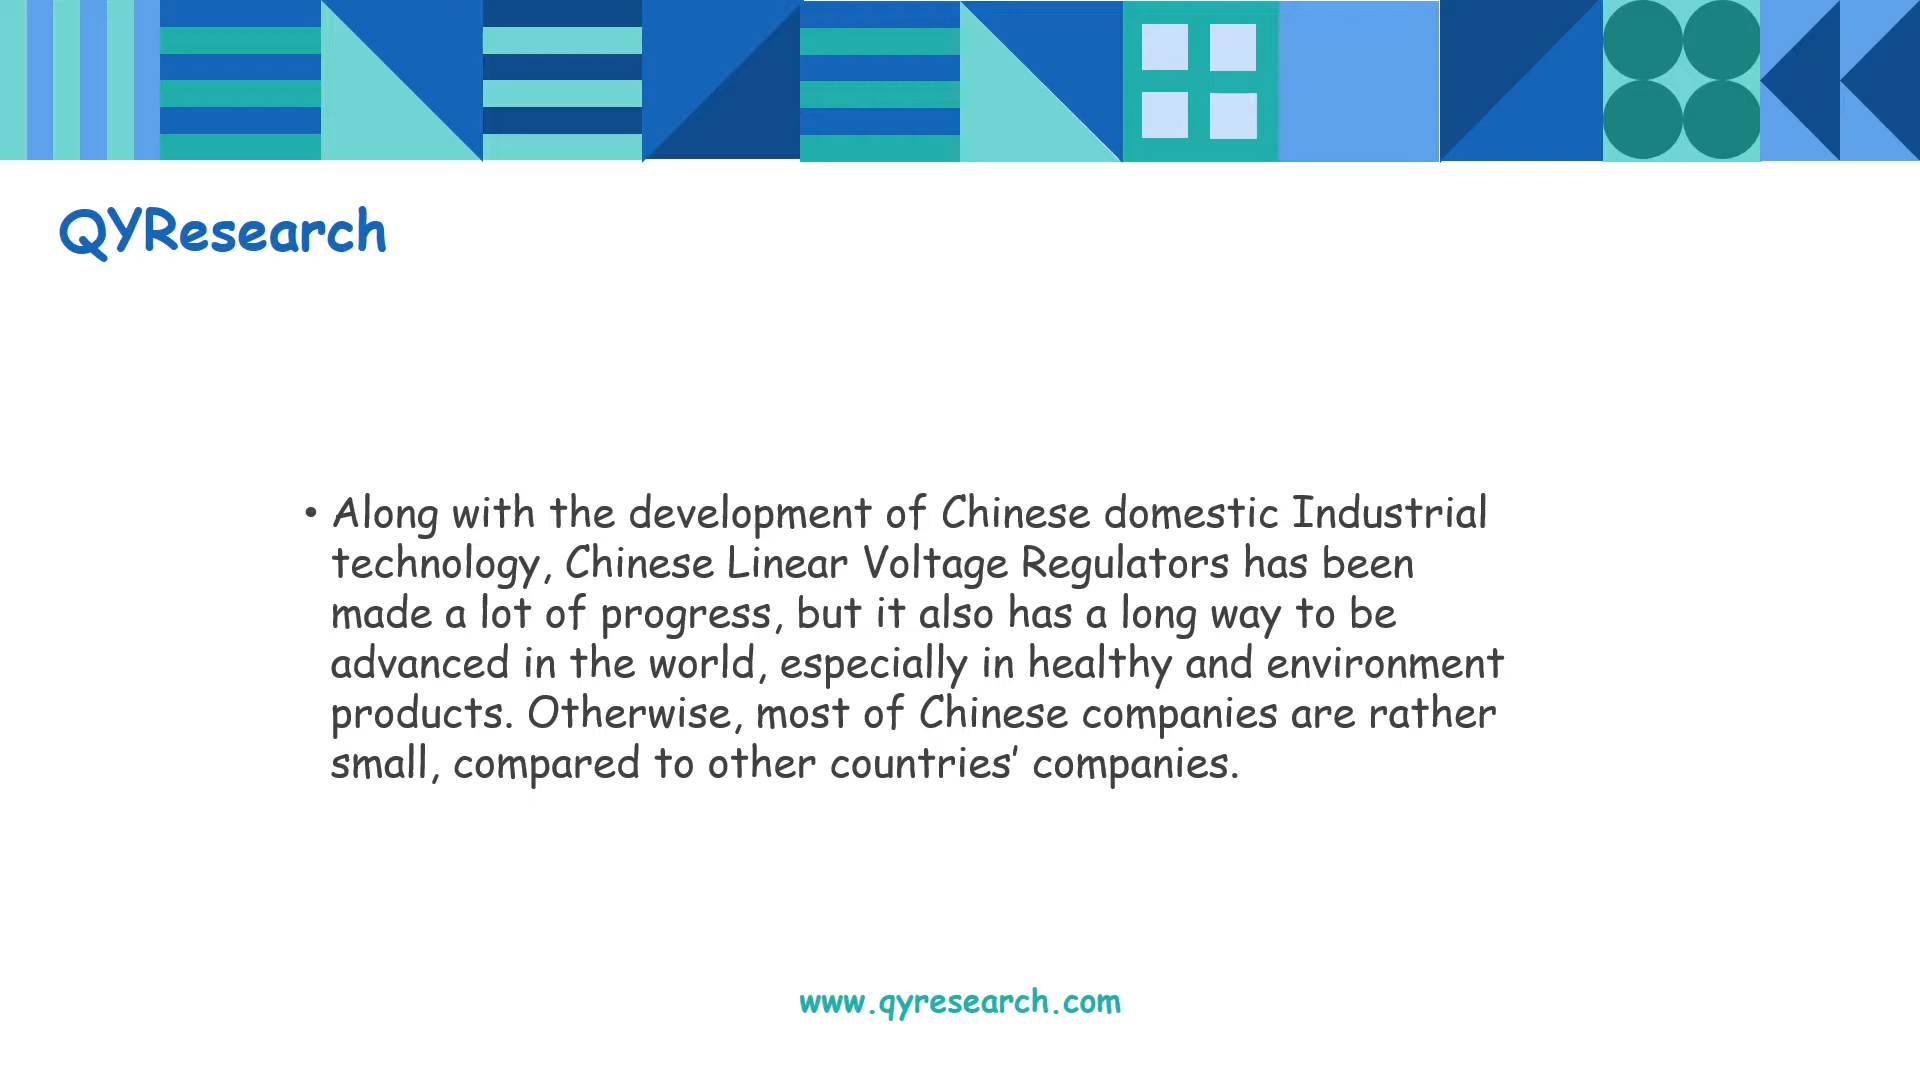 QYResearch
• Along with the development of Chinese domestic Industrial
technology, Chinese Linear Voltage Regulators has been
made a lot of progress, but it also has a long way to be
advanced in the world, especially in healthy and environment
products. Otherwise, most of Chinese companies are rather
small, compared to other countries’ companies.
www.qyresearch.com